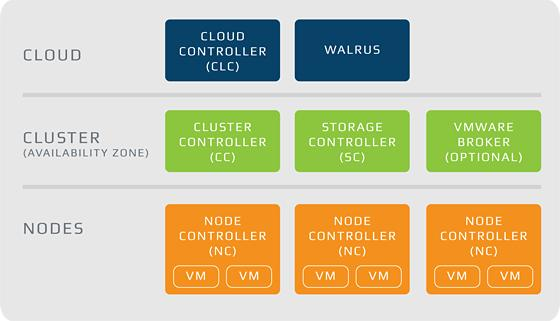 CLOUD
CLOUD
CONTROLLER
(CLC)
WALRUS
CLUSTER
(AVAILABILITY ZONE)
CLUSTER
CONTROLLER
(CC)
STORAGE
CONTROLLER
(SC)
VMWARE
BROKER
(OPTIONAL)
NODES
NODE
CONTROLLER
(NC)
VM VM
NODE
CONTROLLER
(NC)
VM VM
NODE
CONTROLLER
(NC)
VM VM